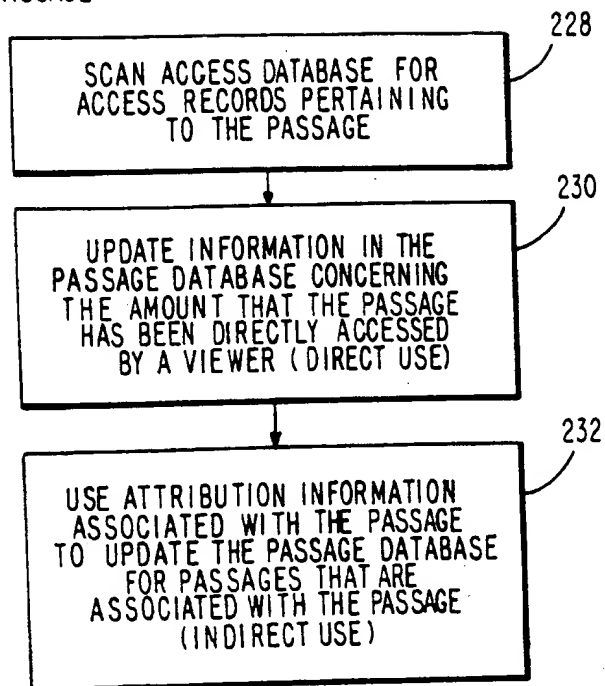 228
SCAN ACCESS DATABASE FOR
ACCESS RECORDS PERTAINING
TO THE PASSAGE
230
UPDATE INFORMATION IN THE
PASSAGE DATABASE CONCERNING
THE AMOUNT THAT THE PASSAGE
HAS BEEN DIRECTLY ACCESSED
BY A VIEWER (DIRECT USE)
232
USE ATTRIBUTION INFORMATION
ASSOCIATED WITH THE PASSAGE
TO UPDATE THE PASSAGE DATABASE
FOR PASSAGES THAT ARE
ASSOCIATED WITH THE PASSAGE
(INDIRECT USE)